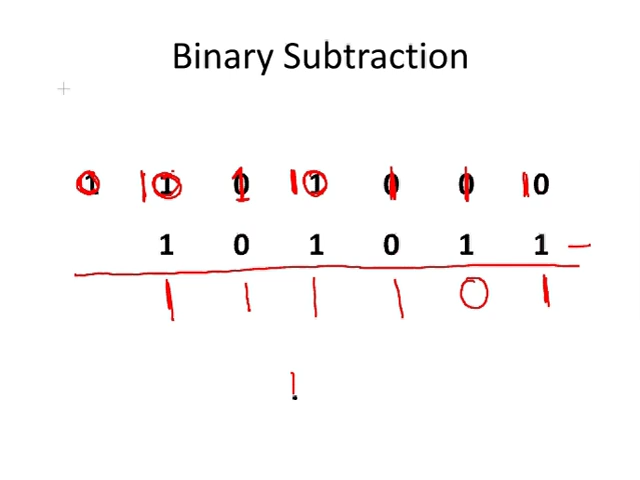 Binary Subtraction
1 1 0 1 0 0 0
1 0 1 0 1 1 –
1 1 1 1 0 1